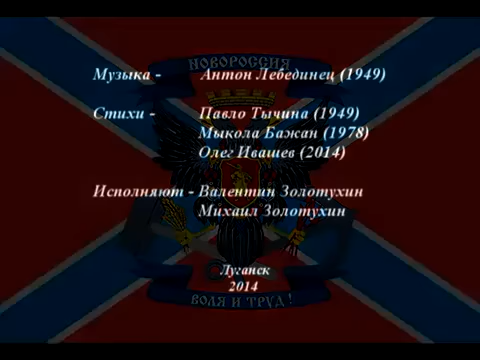 НОВОРОССИЯ
Музыка - Антон Лебединец (1949)
Стихи - Павло Тычина (1949)
Мыкола Бажан (1978)
Олег Ивашев (2014)
Исполняют - Валентин Золотухин
Михаил Золотухин
Луганск
2014
ВОЛЯ И ТРУД!